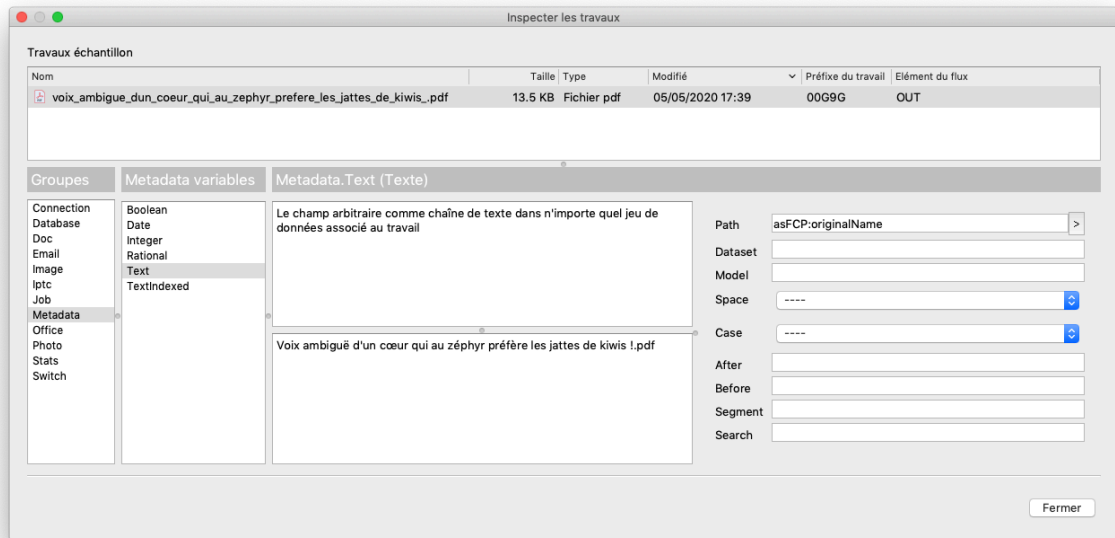 Inspecter les travaux
Travaux échantillon
Nom Taille Type Modifié Préfixe du travail Elément du flux
voix_ambigue_dun_coeur_qui_au_zephyr_prefere_les_jattes_de_kiwis_.pdf 13.5 KB Fichier pdf 05/05/2020 17:39 00G9G OUT
Groupes Metadata variables Metadata.Text (Texte)
Connection
Database
Doc
Email
Image
Iptc
Job
Metadata
Office
Photo
Stats
Switch
Boolean
Date
Integer
Rational
Text
TextIndexed
Le champ arbitraire comme chaîne de texte dans n'importe quel jeu de
données associé au travail
Voix ambiguë d'un cœur qui au zéphyr préfère les jattes de kiwis !.pdf
Path asFCP:originalName >
Dataset
Model
Space ----
Case ----
After
Before
Segment
Search
Fermer